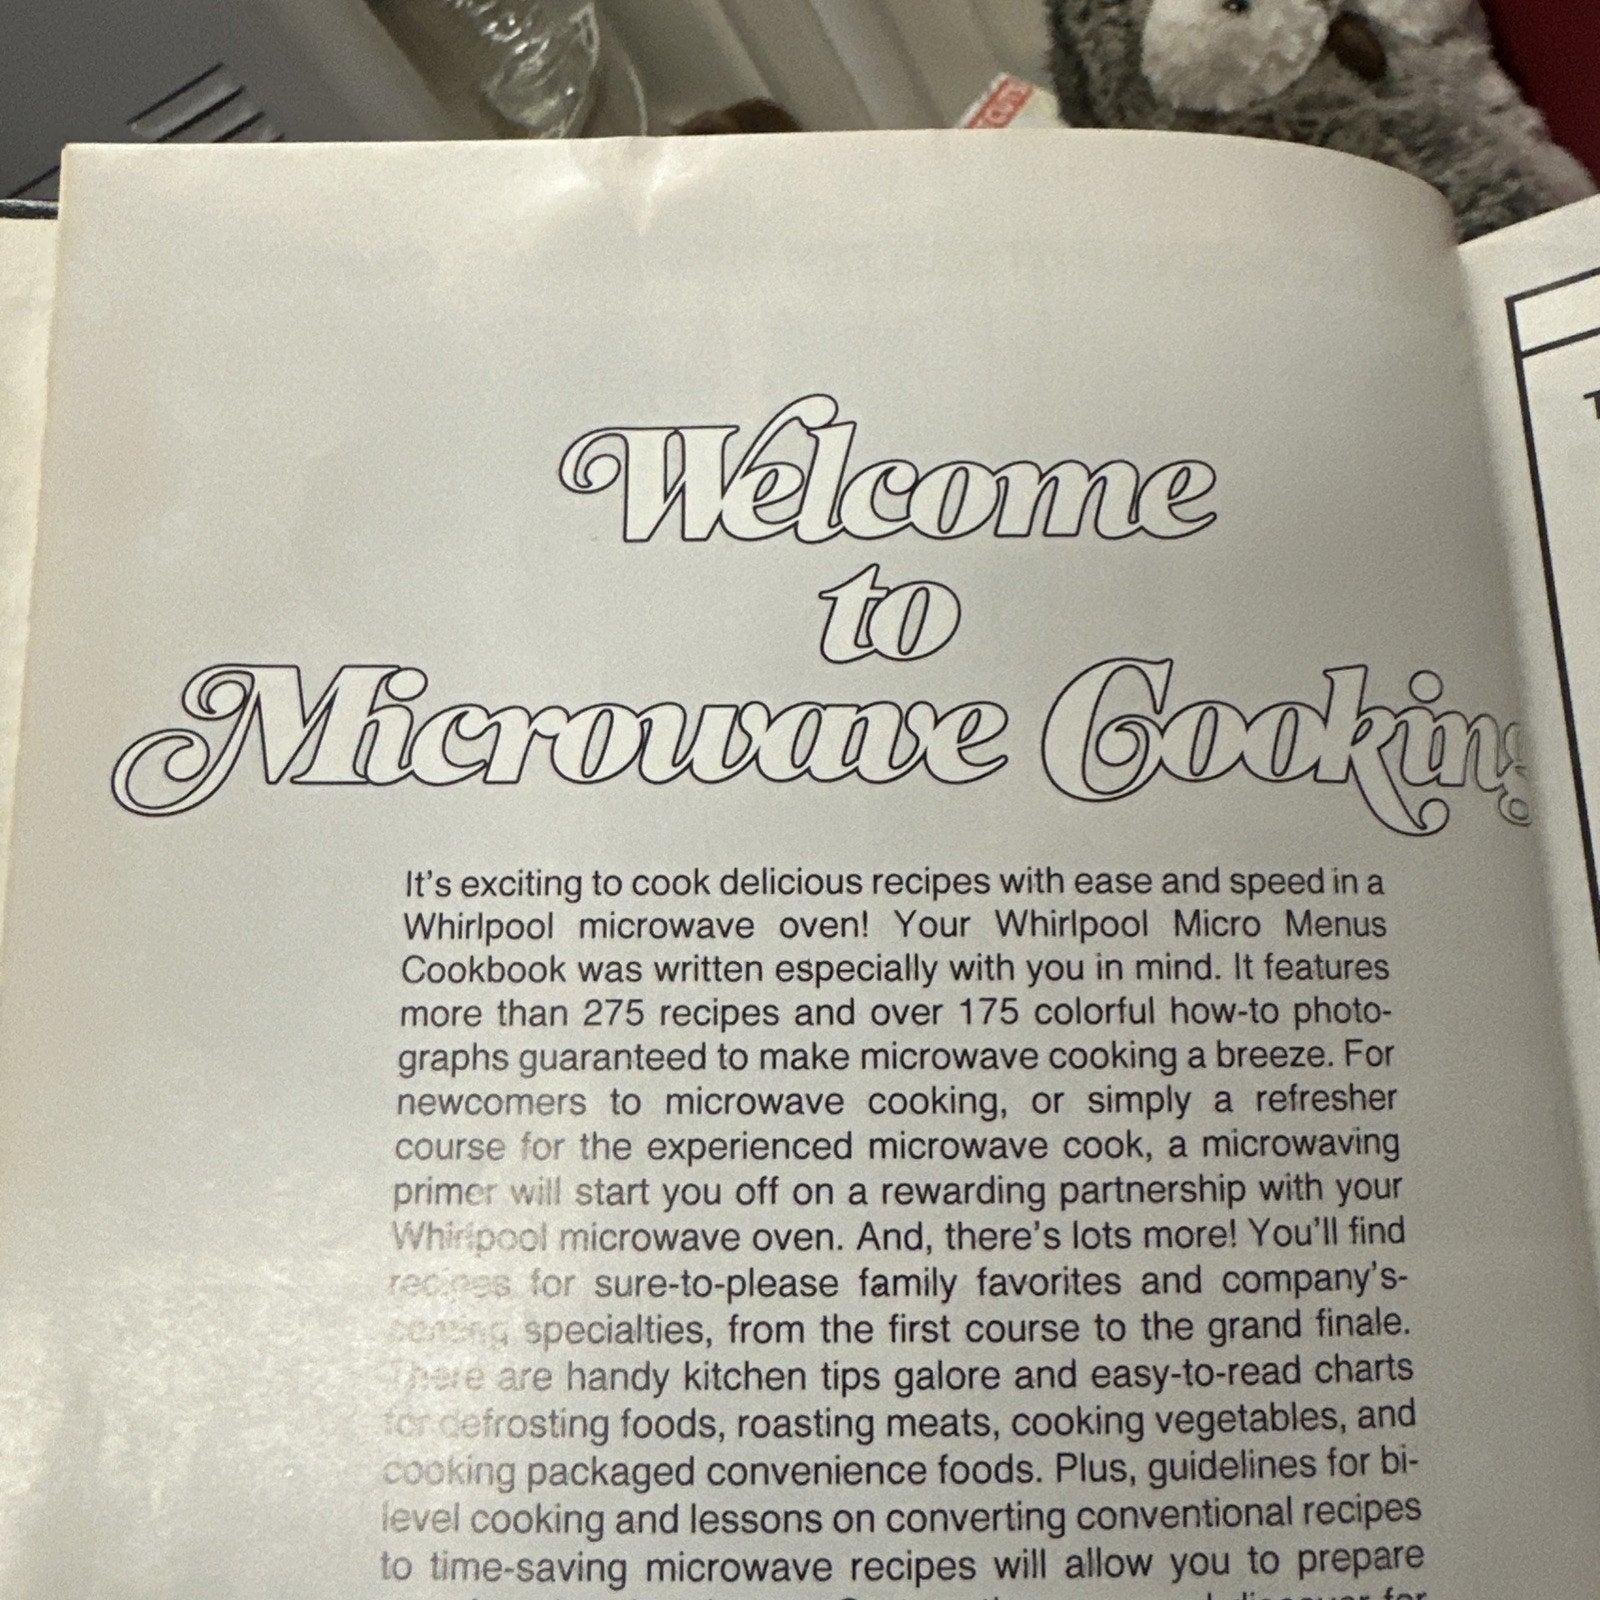 Welcome
to
Microwave Cooking
It's exciting to cook delicious recipes with ease and speed in a
Whirlpool microwave oven! Your Whirlpool Micro Menus
Cookbook was written especially with you in mind. It features
more than 275 recipes and over 175 colorful how-to photo-
graphs guaranteed to make microwave cooking a breeze. For
newcomers to microwave cooking, or simply a refresher
course for the experienced microwave cook, a microwaving
primer will start you off on a rewarding partnership with your
Whirlpool microwave oven. And, there's lots more! You'll find
recipes for sure-to-please family favorites and company's-
coming specialties, from the first course to the grand finale.
There are handy kitchen tips galore and easy-to-read charts
for defrosting foods, roasting meats, cooking vegetables, and
cooking packaged convenience foods. Plus, guidelines for bi-
level cooking and lessons on converting conventional recipes
to time-saving microwave recipes will allow you to prepare